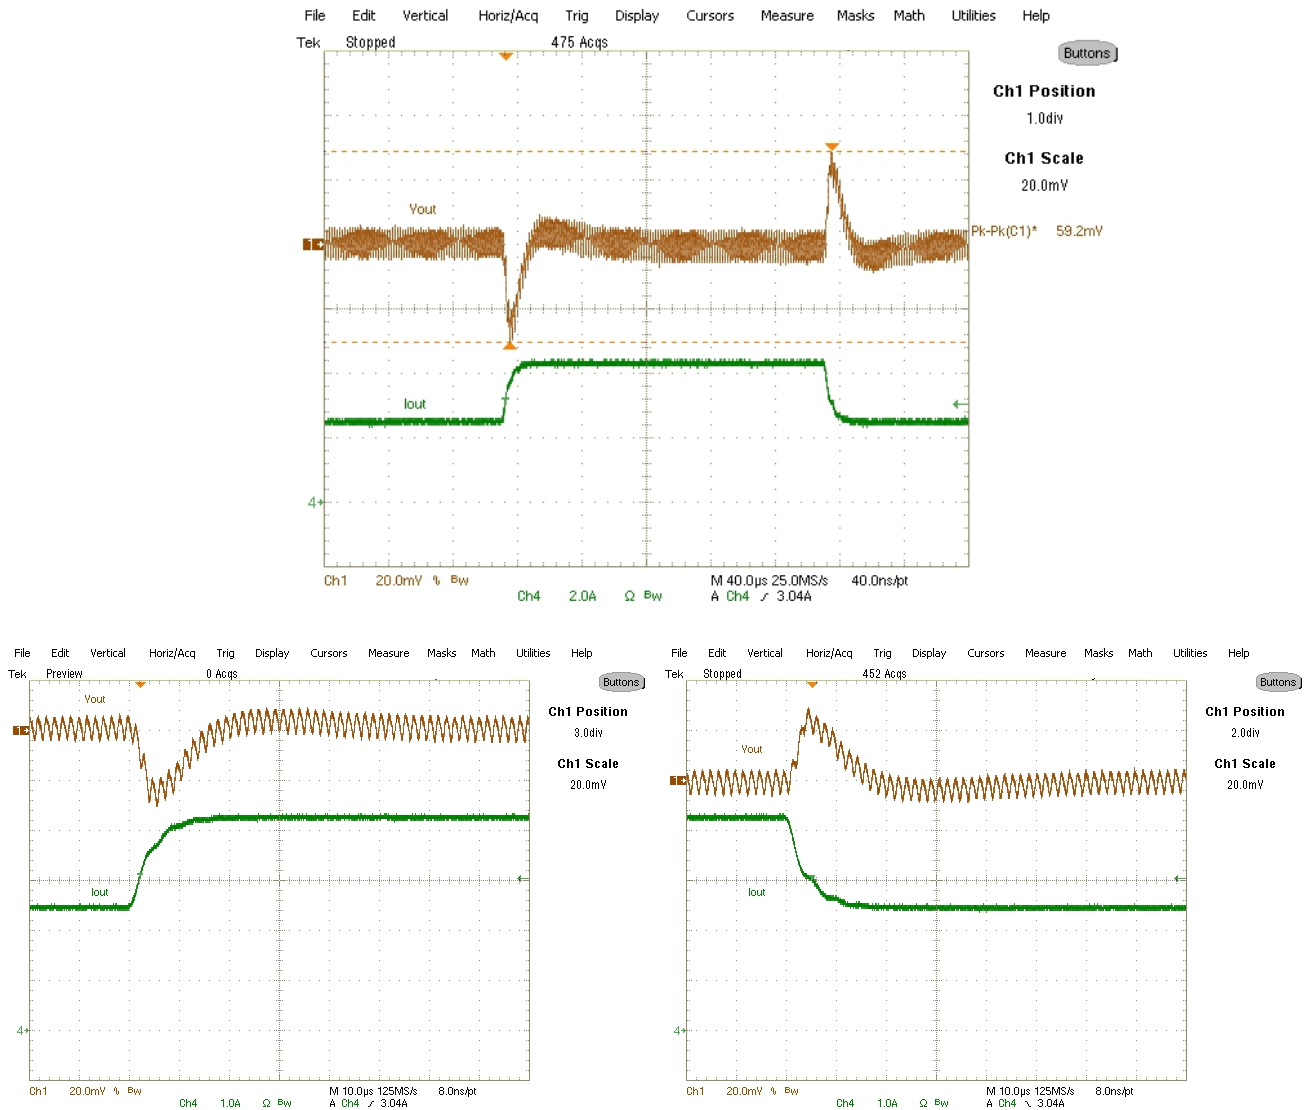 File Edit Vertical Horiz/Acq Trig Display Cursors Measure Masks Math Utilities Help
Tek Stopped 475 Acqs
Buttons
Ch1 Position
1.0div
Ch1 Scale
20.0mV
Vout
1
Pk-Pk(C1)* 59.2mV
Iout
4
Ch1 20.0mV % Bw M 40.0µs 25.0MS/s 40.0ns/pt
Ch4 2.0A Ω Bw A Ch4 / 3.04A
File Edit Vertical Horiz/Acq Trig Display Cursors Measure Masks Math Utilities Help
Tek Preview 0 Acqs
Buttons
Vout
Ch1 Position
3.0div
1
Ch1 Scale
20.0mV
Iout
4
Ch1 20.0mV % Bw M 10.0µs 125MS/s 8.0ns/pt
Ch4 1.0A Ω Bw A Ch4 / 3.04A
File Edit Vertical Horiz/Acq Trig Display Cursors Measure Masks Math Utilities Help
Tek Stopped 452 Acqs
Buttons
Ch1 Position
2.0div
Vout
Ch1 Scale
1
20.0mV
Iout
4
Ch1 20.0mV % Bw M 10.0µs 125MS/s 8.0ns/pt
Ch4 1.0A Ω Bw A Ch4 \ 3.04A